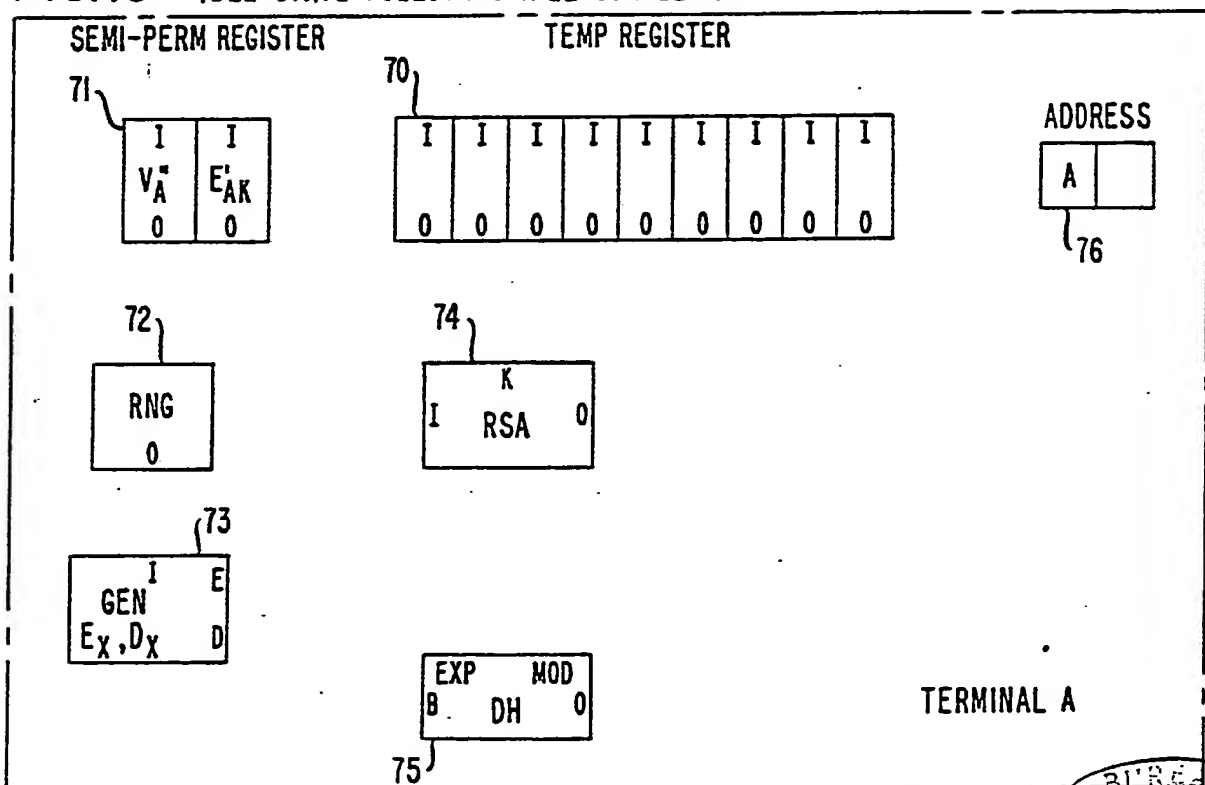 SEMI-PERM REGISTER TEMP REGISTER
71 70
ADDRESS
I I I I I I I I I I I
V"A E'AK A
0 0 0 0 0 0 0 0 0 0 0
76
72 74
K
RNG I RSA 0
0
73
I E
GEN
EX,DX D
EXP MOD
B DH 0
TERMINAL A
75